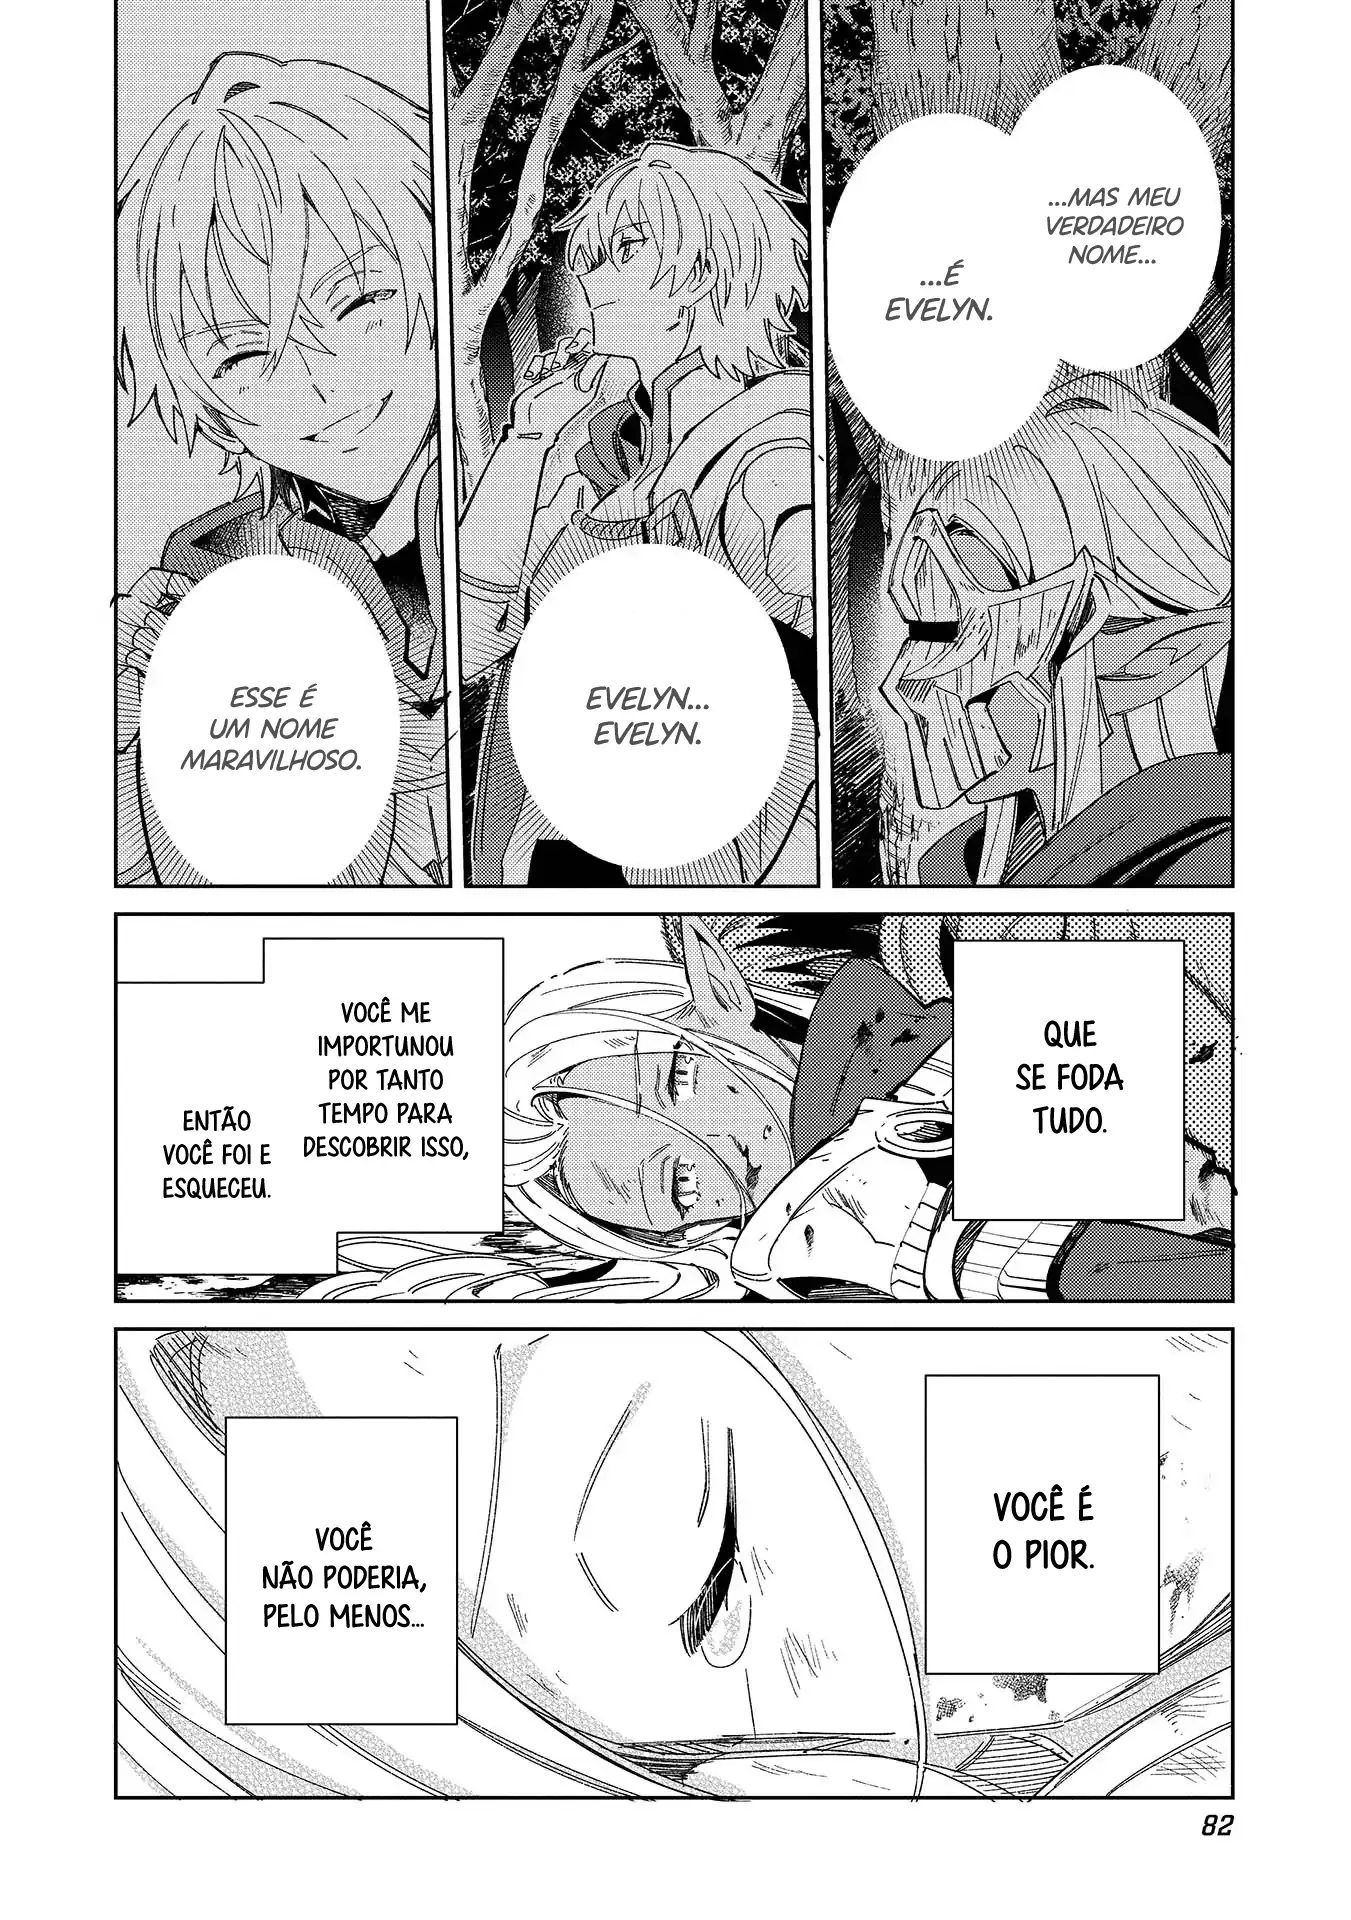 ...MAS MEU
VERDADEIRO
NOME...
...É
EVELYN.
EVELYN...
EVELYN.
ESSE É
UM NOME
MARAVILHOSO.
QUE
SE FODA
TUDO.
VOCÊ ME
IMPORTUNOU
POR TANTO
TEMPO PARA
DESCOBRIR ISSO,
ENTÃO
VOCÊ FOI E
ESQUECEU.
VOCÊ É
O PIOR.
VOCÊ
NÃO PODERIA,
PELO MENOS...
82